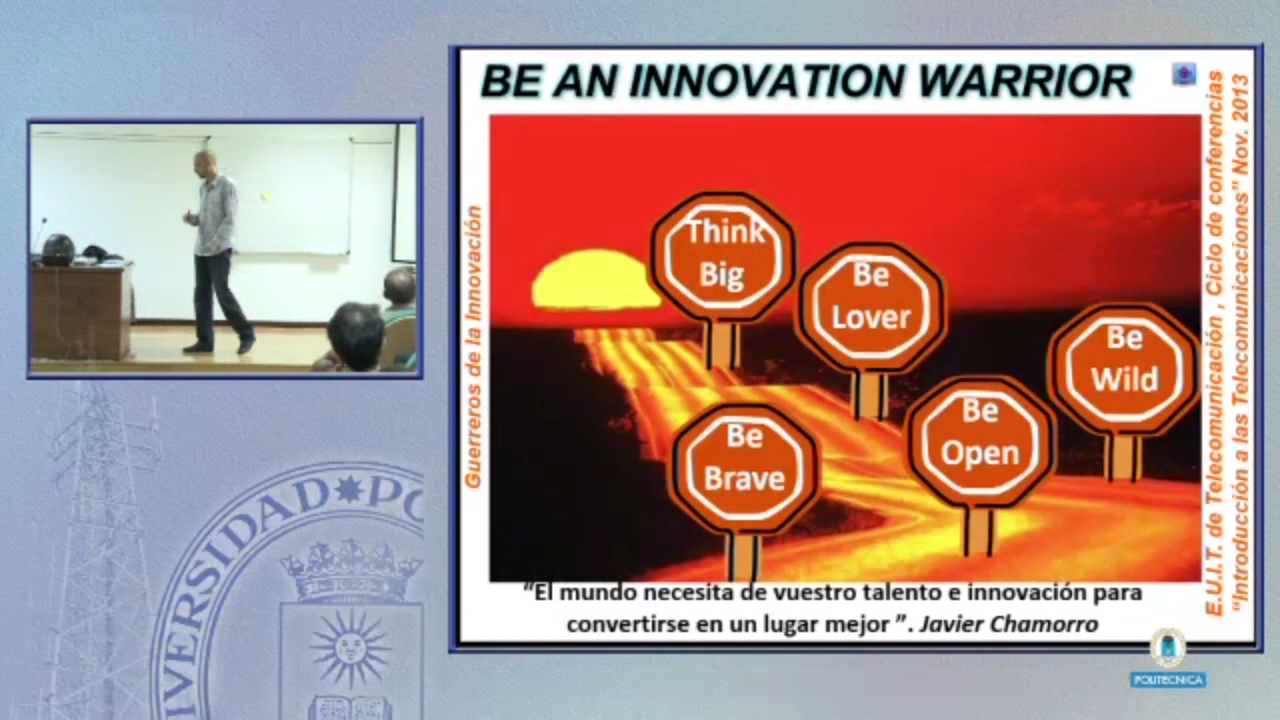 BE AN INNOVATION WARRIOR
Guerreros de la Innovación
Think
Big
Be
Lover
Be
Wild
Be
Brave
Be
Open
E.U.I.T. de Telecomunicación , Ciclo de conferencias
“Introducción a las Telecomunicaciones” Nov. 2013
“El mundo necesita de vuestro talento e innovación para
convertirse en un lugar mejor ”. Javier Chamorro
IVERSIDAD PO
POLITECNICA